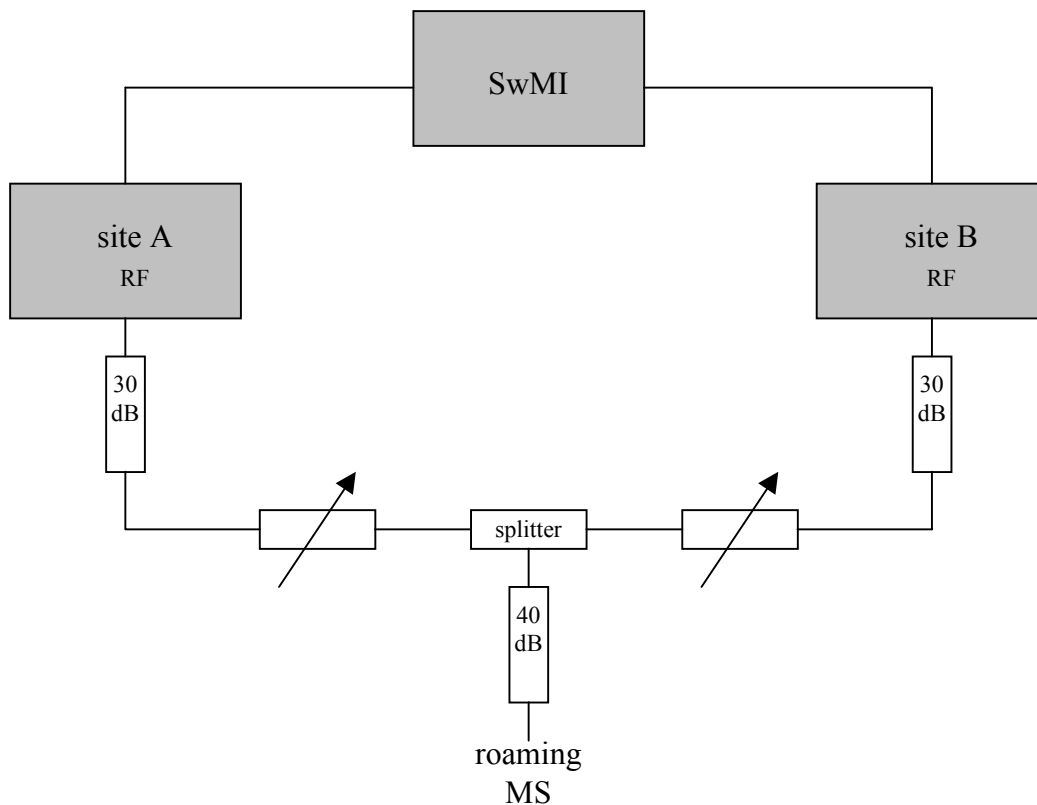 SwMI
site A
RF
site B
RF
30
dB
30
dB
splitter
40
dB
roaming
MS